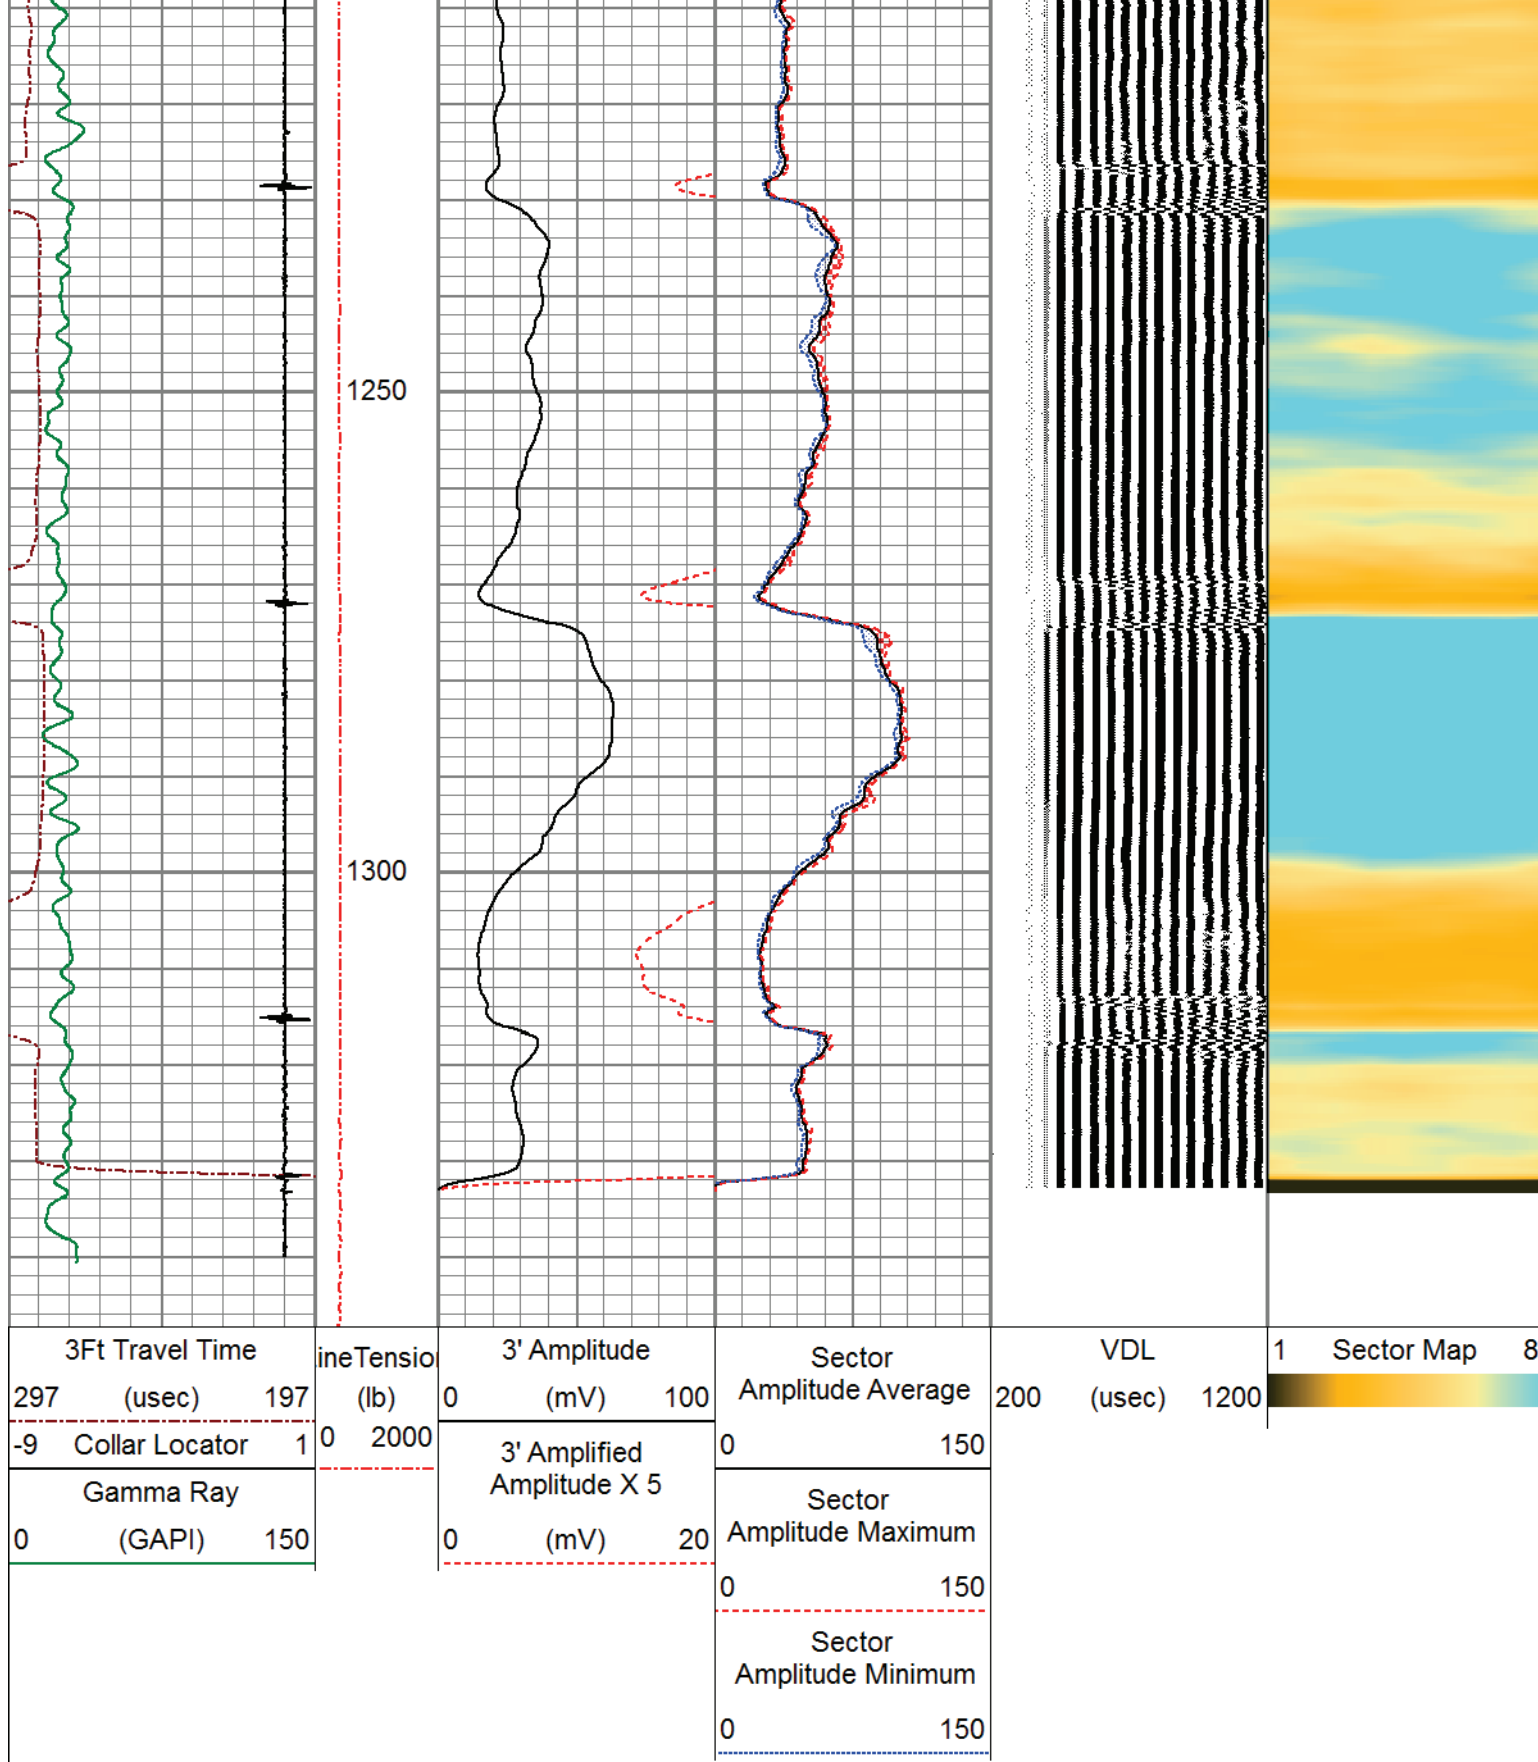 1250
1300
3Ft Travel Time
297 (usec) 197
-9 Collar Locator 1
Gamma Ray
0 (GAPI) 150
ineTension
(lb)
0 2000
3' Amplitude
0 (mV) 100
3' Amplified
Amplitude X 5
0 (mV) 20
Sector
Amplitude Average
0 150
Sector
Amplitude Maximum
0 150
Sector
Amplitude Minimum
0 150
VDL
200 (usec) 1200
1 Sector Map 8